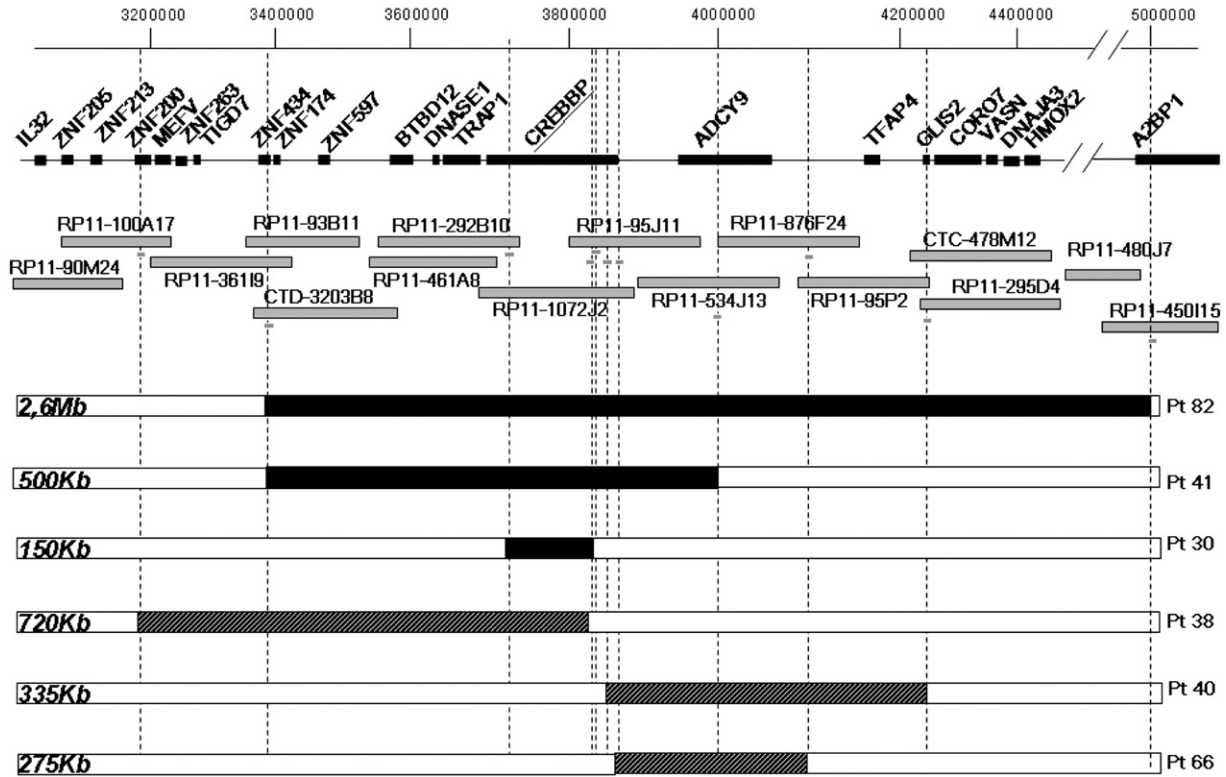 3200000 3400000 3600000 3800000 4000000 4200000 4400000 5000000
IL32 ZNF205 ZNF213 ZNF200 MEFV ZNF263 TIGD7 ZNF434 ZNF174 ZNF597 BTBD12 DNASE1 TRAP1 CREBBP ADCY9 TFAP4 GLIS2 CORO7 VASN DNAJA3 HMOX2 A2BP1
RP11-100A17 RP11-93B11 RP11-292B10 RP11-95J11 RP11-876F24 CTC-478M12 RP11-480J7
RP11-90M24 RP11-361I9 RP11-461A8 RP11-534J13 RP11-95P2 RP11-295D4
CTD-3203B8 RP11-1072J2 RP11-450I15
2,6Mb Pt 82
500Kb Pt 41
150Kb Pt 30
720Kb Pt 38
335Kb Pt 40
275Kb Pt 66